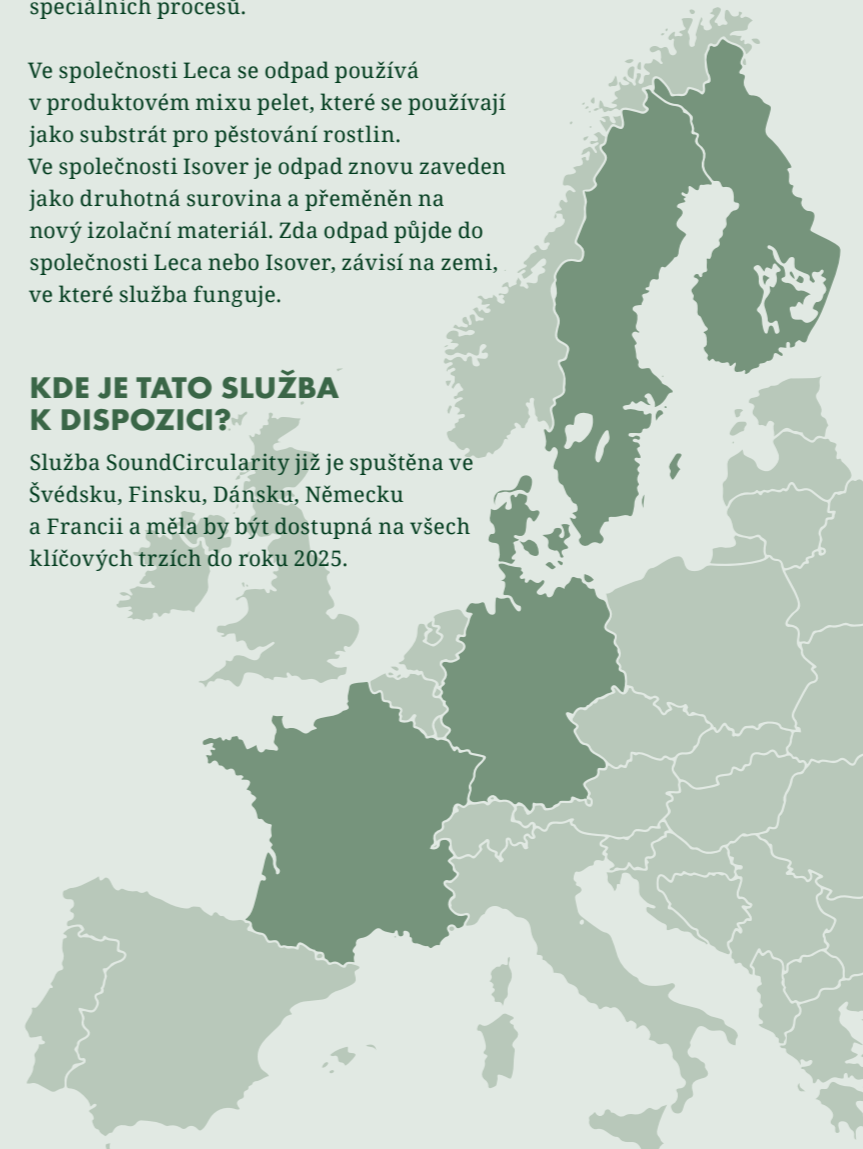 speciálních procesů.
Ve společnosti Leca se odpad používá
v produktovém mixu pelet, které se používají
jako substrát pro pěstování rostlin.
Ve společnosti Isover je odpad znovu zaveden
jako druhotná surovina a přeměněn na
nový izolační materiál. Zda odpad půjde do
společnosti Leca nebo Isover, závisí na zemi,
ve které služba funguje.
KDE JE TATO SLUŽBA
K DISPOZICI?
Služba SoundCircularity již je spuštěna ve
Švédsku, Finsku, Dánsku, Německu
a Francii a měla by být dostupná na všech
klíčových trzích do roku 2025.